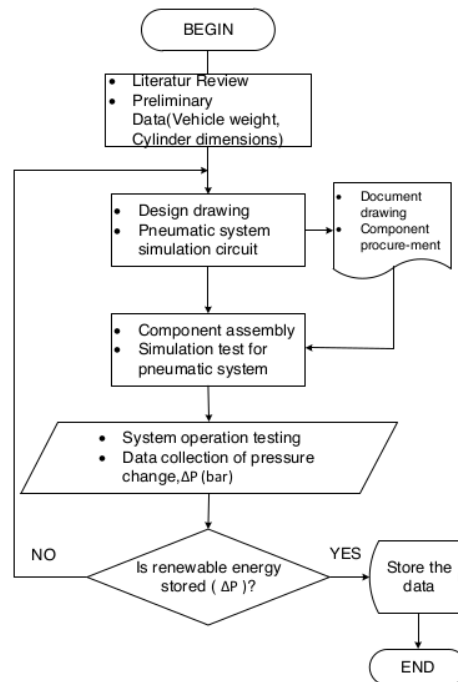 BEGIN
• Literatur Review
• Preliminary
Data(Vehicle weight,
Cylinder dimensions)
• Design drawing
• Pneumatic system
simulation circuit
• Document
drawing
• Component
procure-ment
• Component assembly
• Simulation test for
pneumatic system
• System operation testing
• Data collection of pressure
change,ΔP (bar)
NO
Is renewable energy
stored ( ΔP )?
YES
Store the
data
END